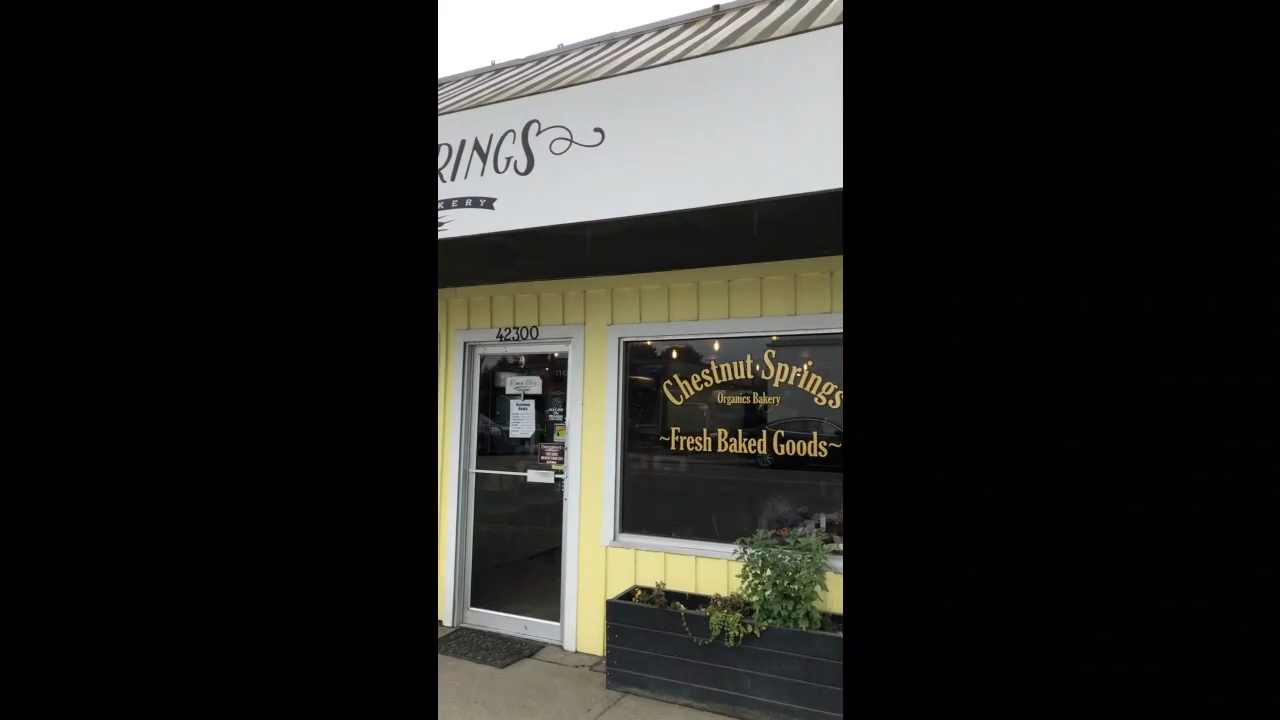 RINGS
KERY
42300
Chestnut Springs
Organics Bakery
~Fresh Baked Goods~